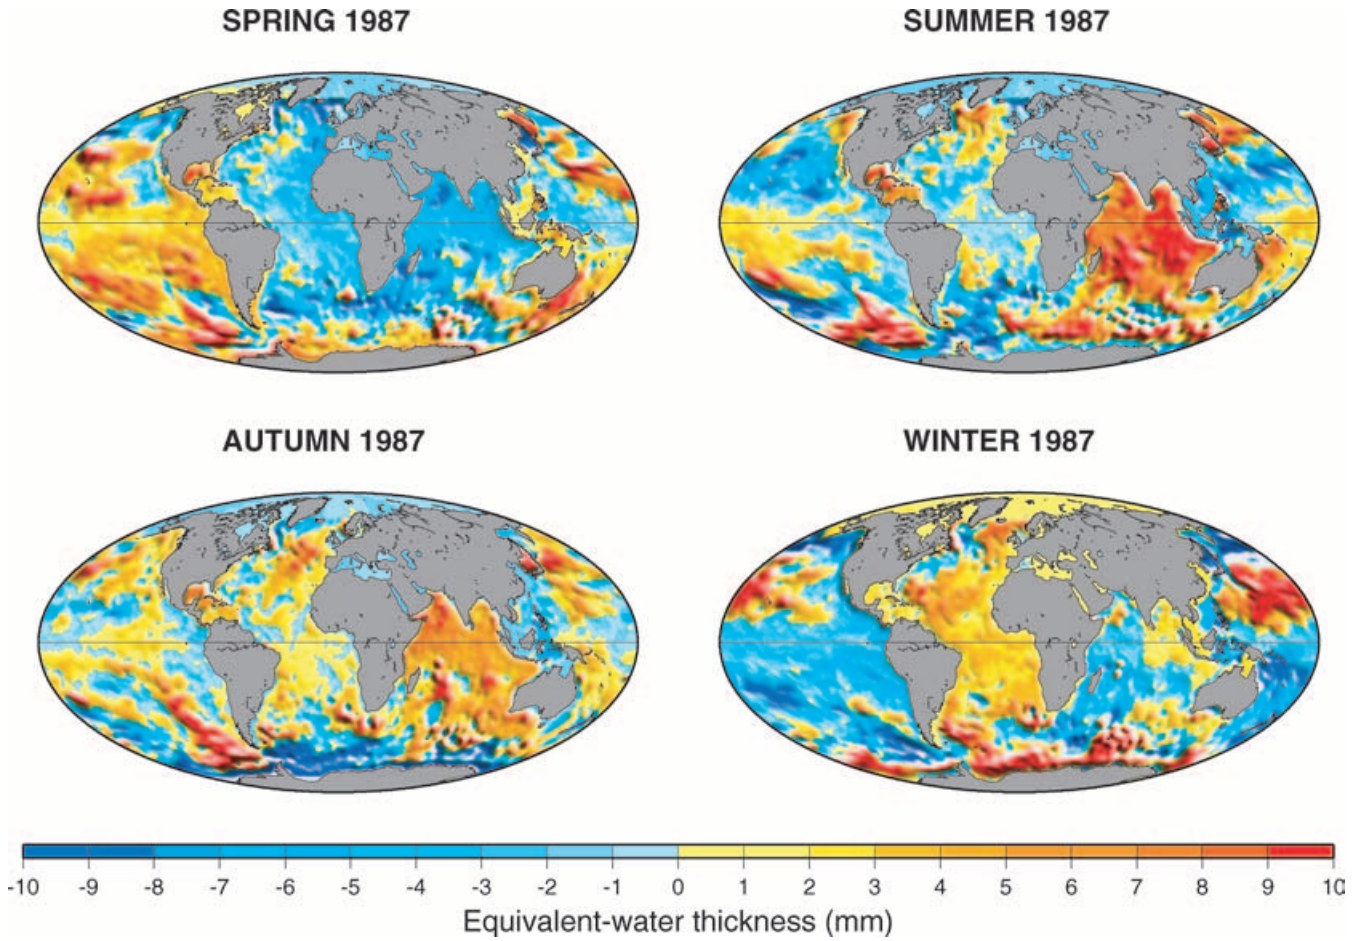 SPRING 1987
SUMMER 1987
AUTUMN 1987
WINTER 1987
-10 -9 -8 -7 -6 -5 -4 -3 -2 -1 0 1 2 3 4 5 6 7 8 9 10
Equivalent-water thickness (mm)